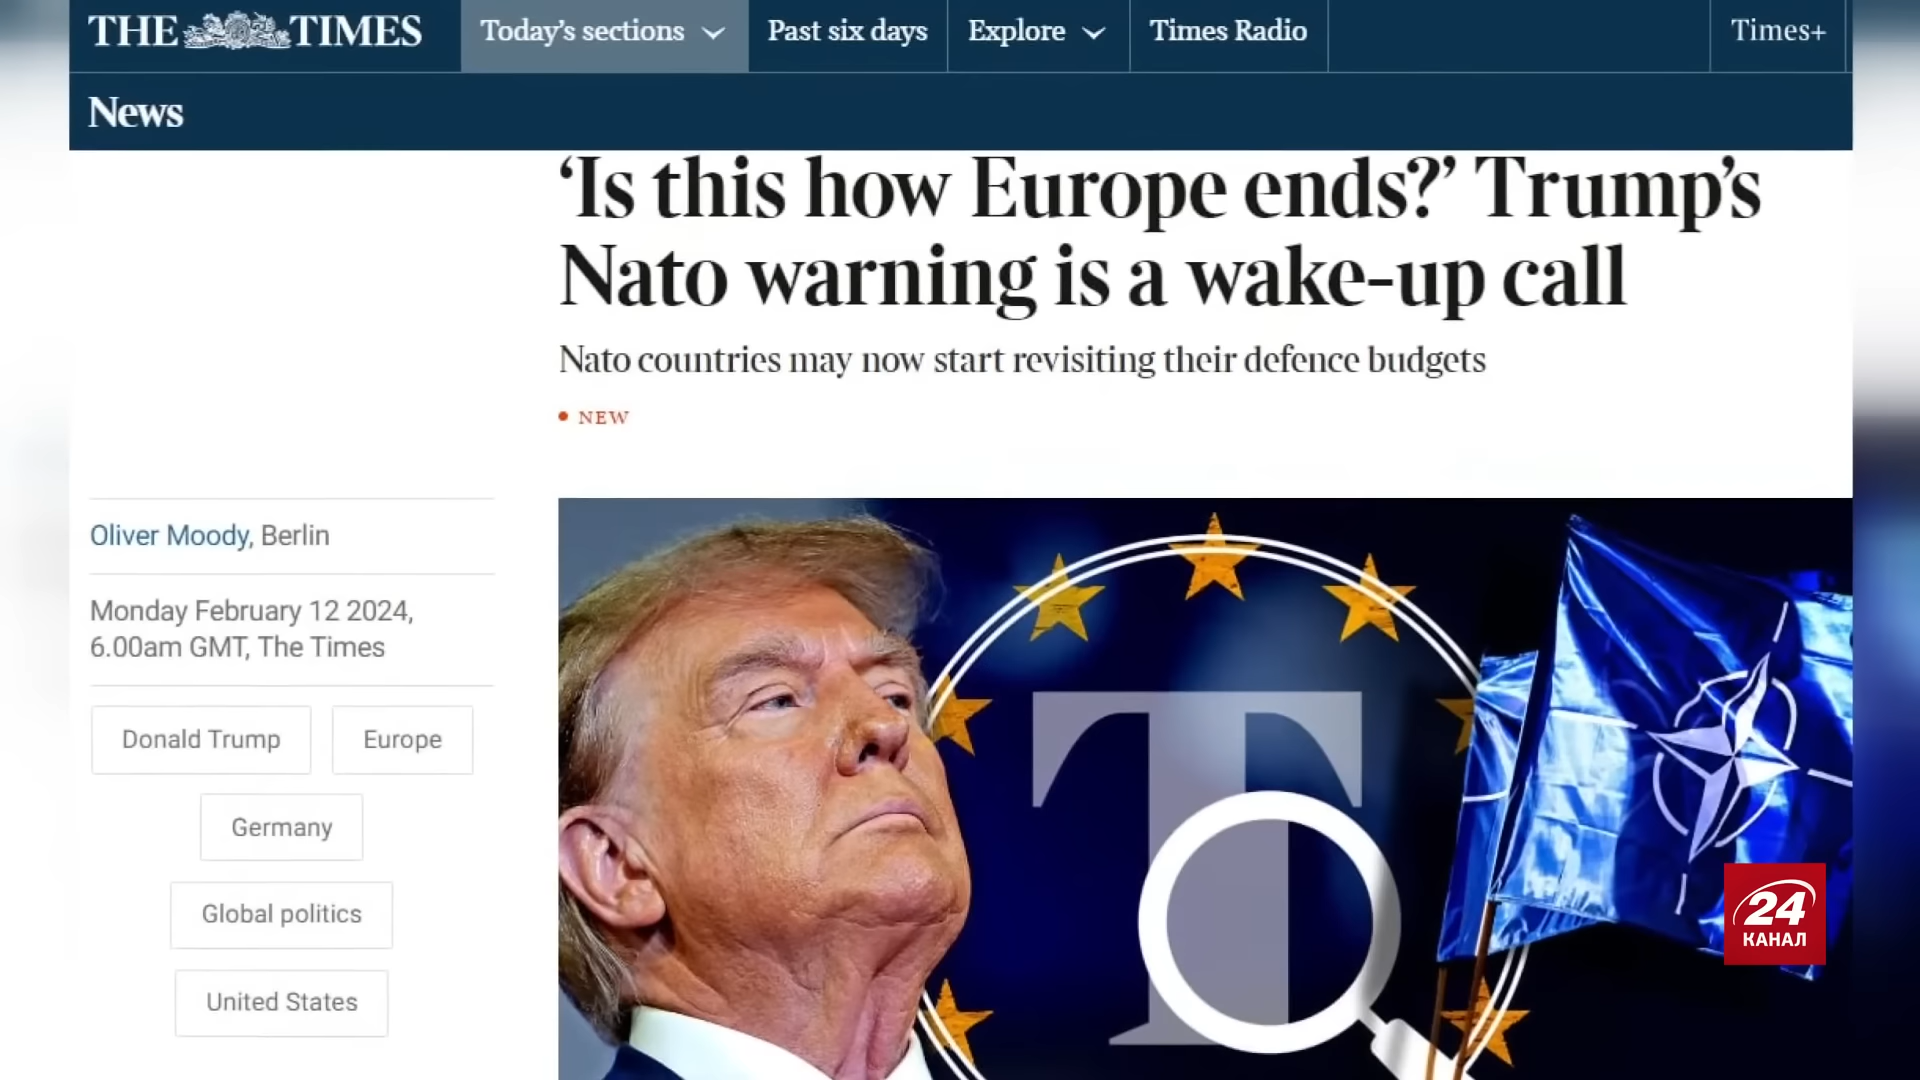 THE TIMES
Today's sections
Past six days
Explore
Times Radio
Times+
News
‘Is this how Europe ends?’ Trump’s
Nato warning is a wake-up call
Nato countries may now start revisiting their defence budgets
• NEW
Oliver Moody, Berlin
Monday February 12 2024,
6.00am GMT, The Times
Donald Trump
Europe
Germany
Global politics
United States
T
24
КАНАЛ